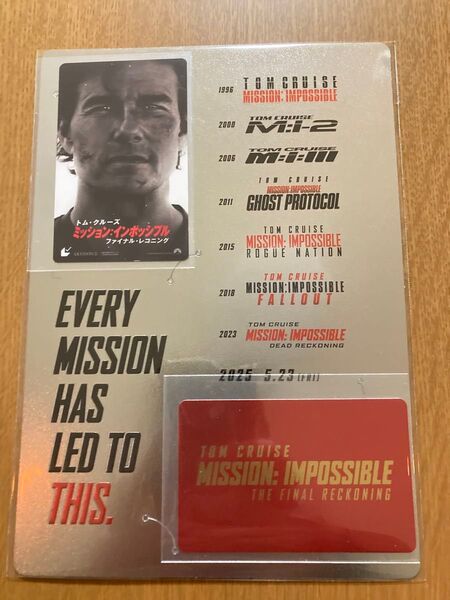 トム・クルーズ
ミッション:インポッシブル
ファイナル・レコニング
EVERY
MISSION
HAS
LED TO
THIS.
1996 TOM CRUISE
MISSION: IMPOSSIBLE
2000 TOM CRUISE
M:I-2
2006 TOM CRUISE
M:I:III
TOM CRUISE
MISSION: IMPOSSIBLE
2011 GHOST PROTOCOL
TOM CRUISE
2015 MISSION: IMPOSSIBLE
ROGUE NATION
TOM CRUISE
2018 MISSION: IMPOSSIBLE
FALLOUT
TOM CRUISE
2023 MISSION: IMPOSSIBLE
DEAD RECKONING
2025 5.23 (FRI)
TOM CRUISE
MISSION: IMPOSSIBLE
THE FINAL RECKONING